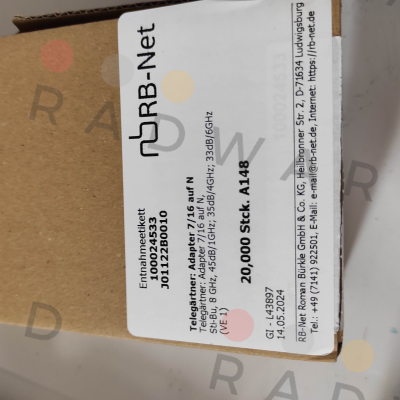 RB-Net
Entnahmeetikett
100024533
J01122B0010
Telegärtner: Adapter 7/16 auf N
Telegärtner: Adapter 7/16 auf N,
Sti-Bu, 8 GHz, 45dB/1GHz; 35dB/4GHz; 33dB/6GHz
(VE 1)
20,000 Stck. A148
GI - L43897
14.05.2024
RB-Net Roman Bürkle GmbH & Co. KG, Heilbronner Str. 2, D-71634 Ludwigsburg
Tel.: +49 (7141) 922501, E-Mail: e-mail@rb-net.de, Internet: https://rb-net.de
RADWAR
RADWAR